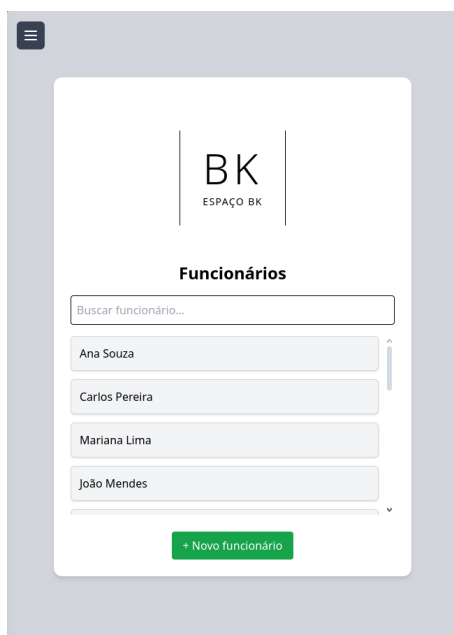 BK
ESPAÇO BK
Funcionários
Buscar funcionário...
Ana Souza
Carlos Pereira
Mariana Lima
João Mendes
+ Novo funcionário